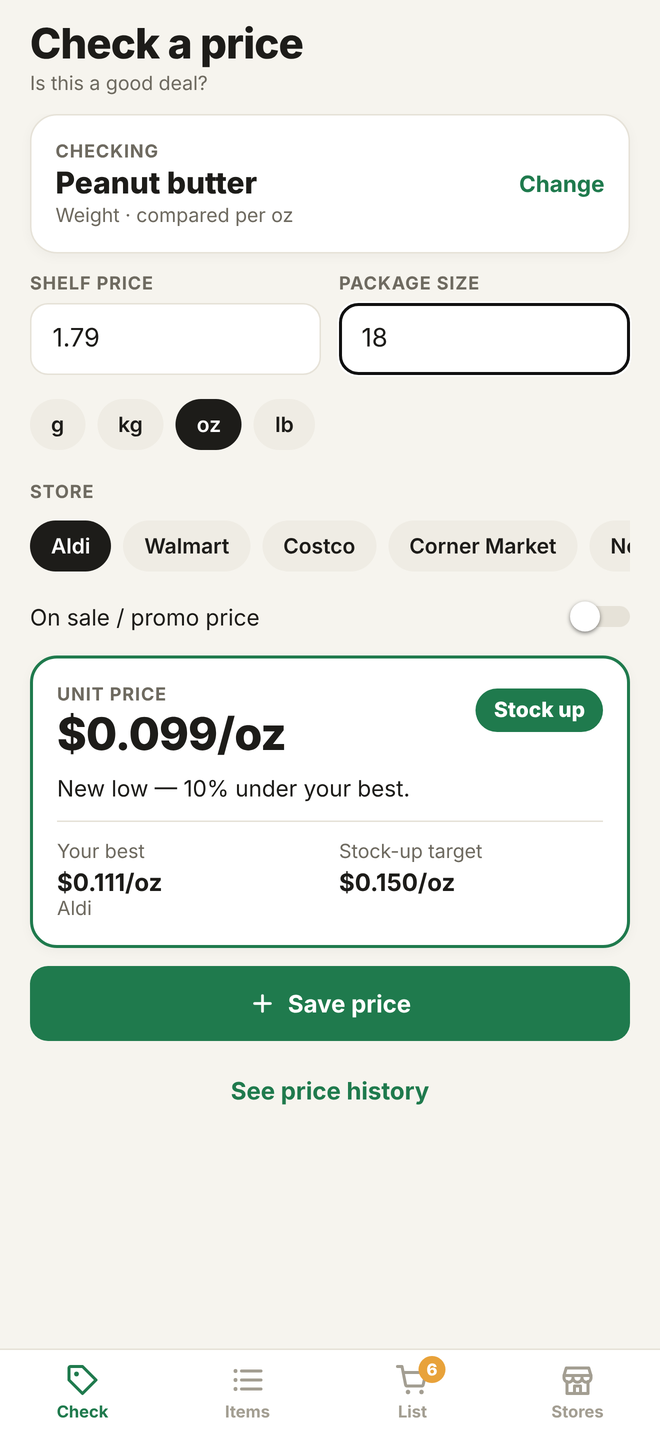 Check a price
Is this a good deal?
CHECKING
Peanut butter
Change
Weight · compared per oz
SHELF PRICE
PACKAGE SIZE
1.79
18
g kg oz lb
STORE
Aldi Walmart Costco Corner Market
On sale / promo price
UNIT PRICE
Stock up
$0.099/oz
New low — 10% under your best.
Your best
Stock-up target
$0.111/oz
$0.150/oz
Aldi
+ Save price
See price history
6
Check Items List Stores